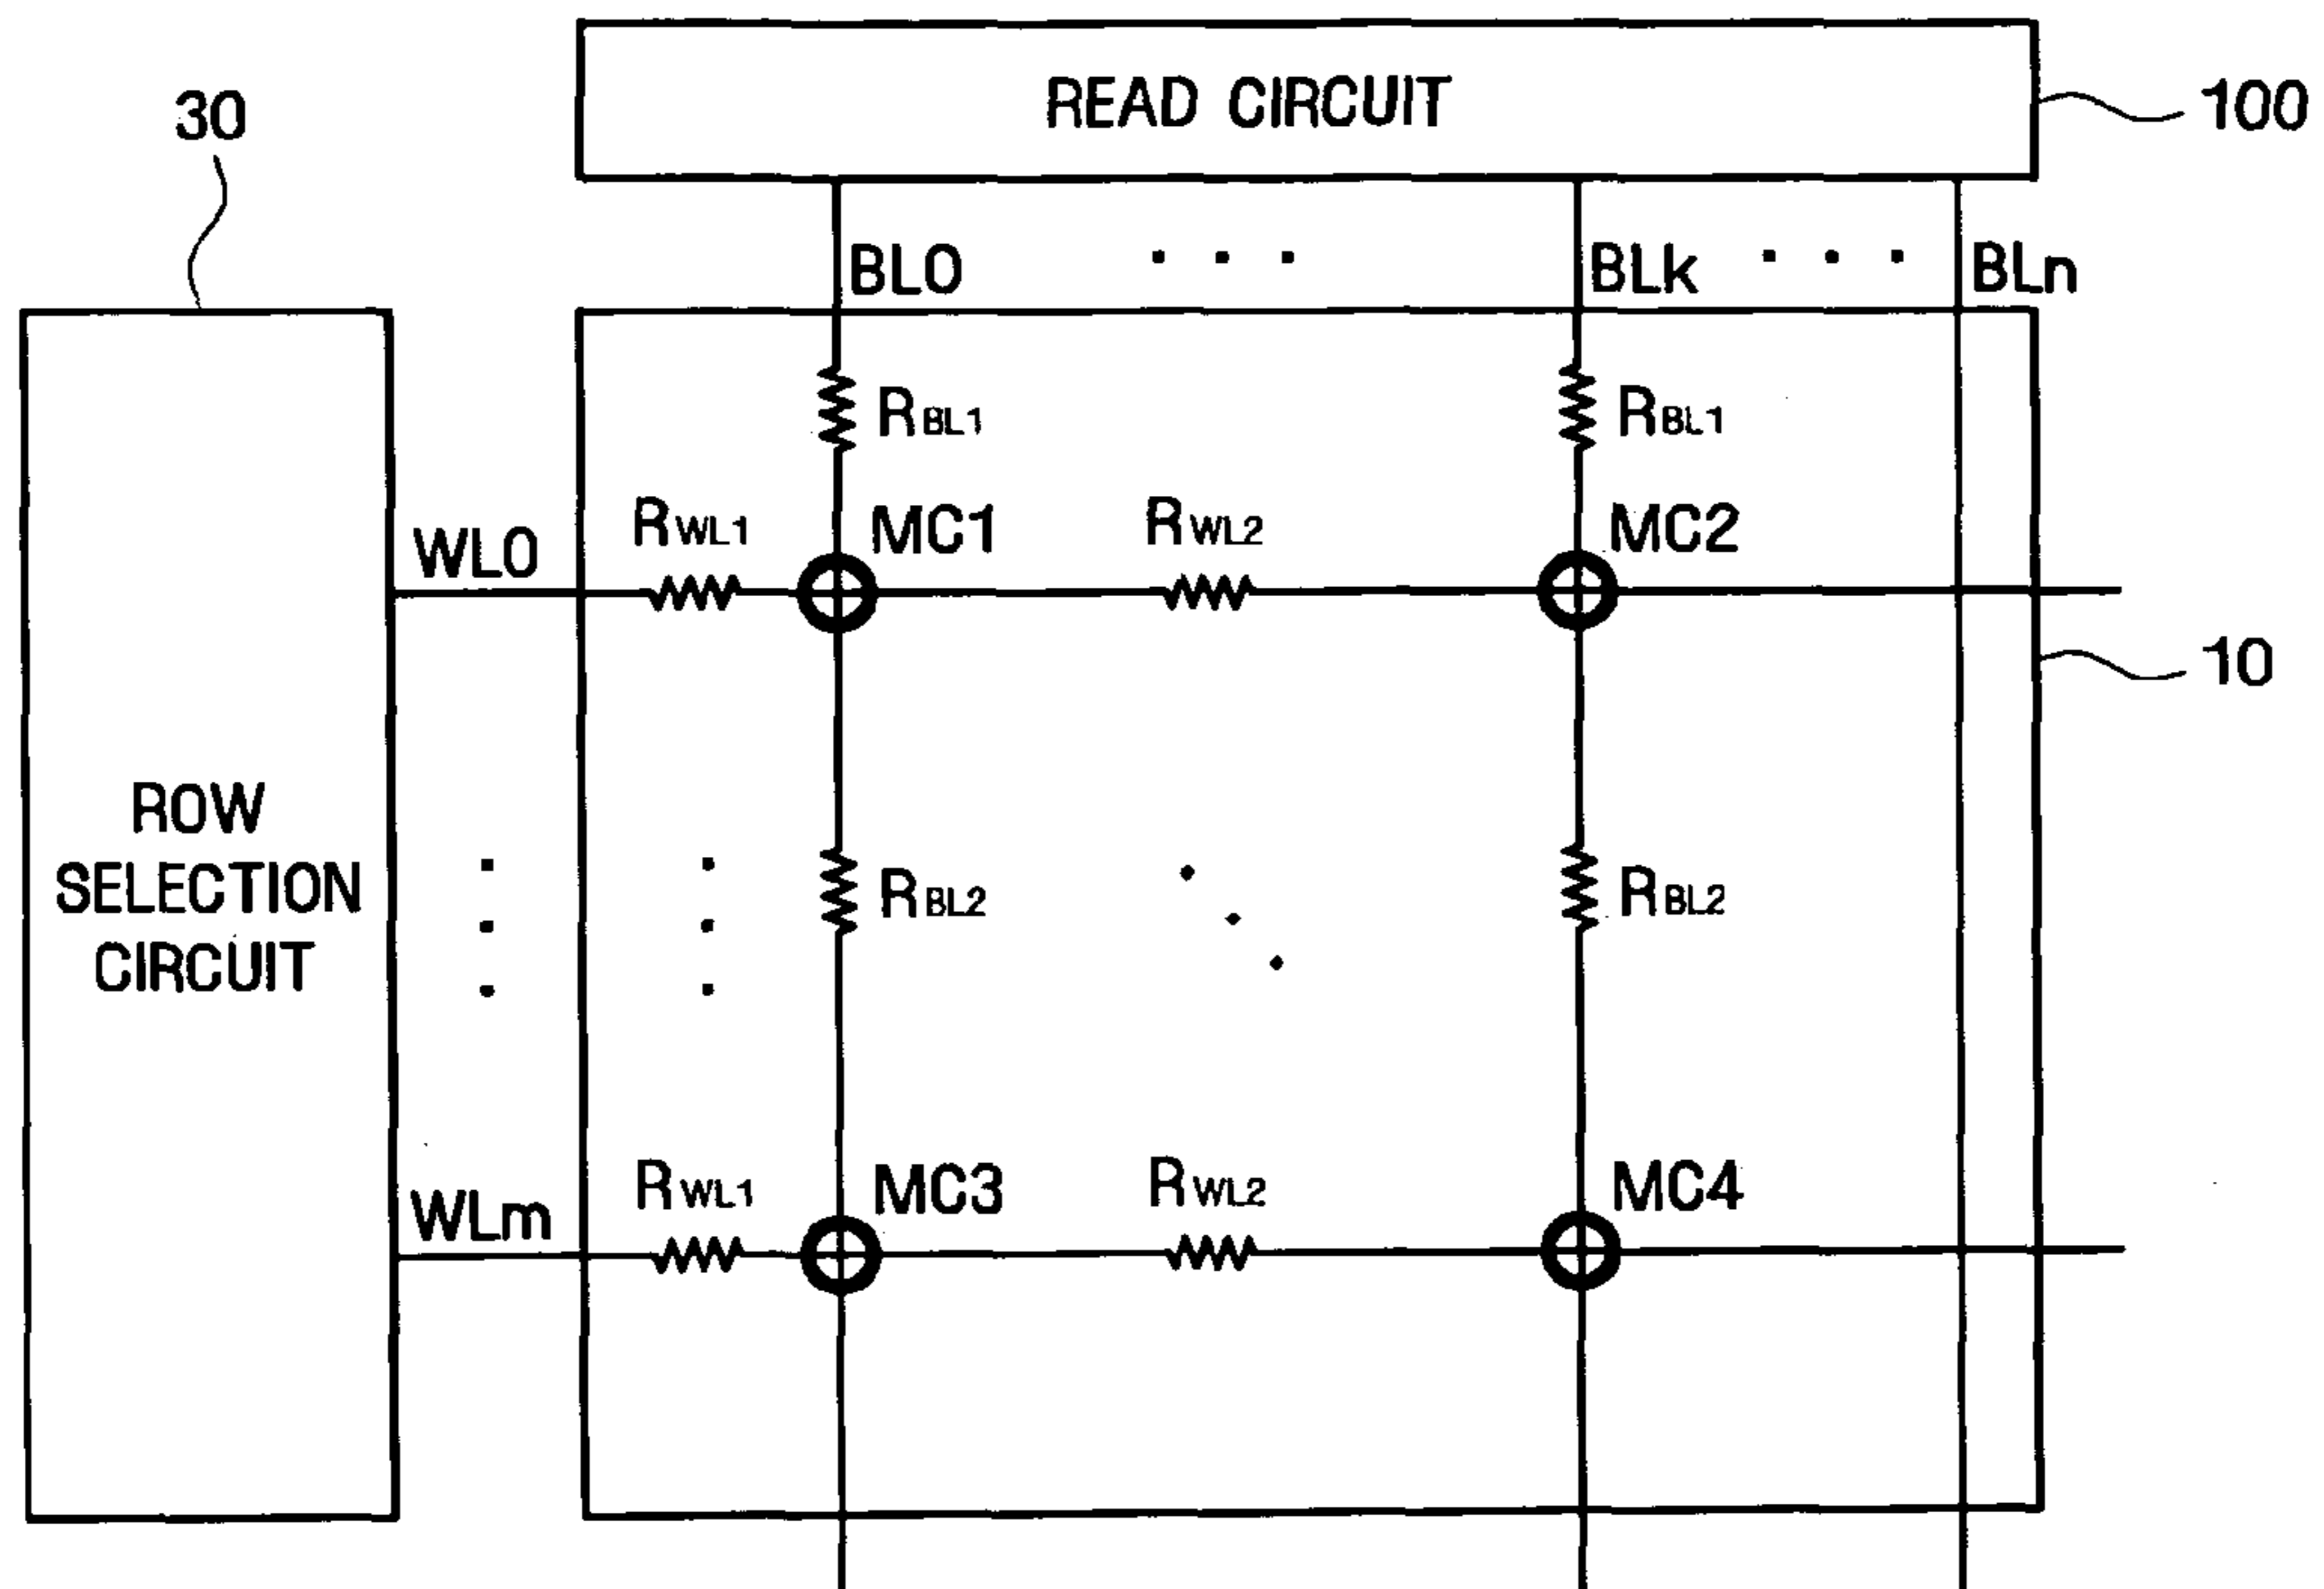 READ CIRCUIT
100
30
BL0 . . . BLk . . . BLn
RBL1 RBL1
WL0 RWL1 MC1 RWL2 MC2
10
ROW
SELECTION
CIRCUIT
RBL2 RBL2
WLm RWL1 MC3 RWL2 MC4